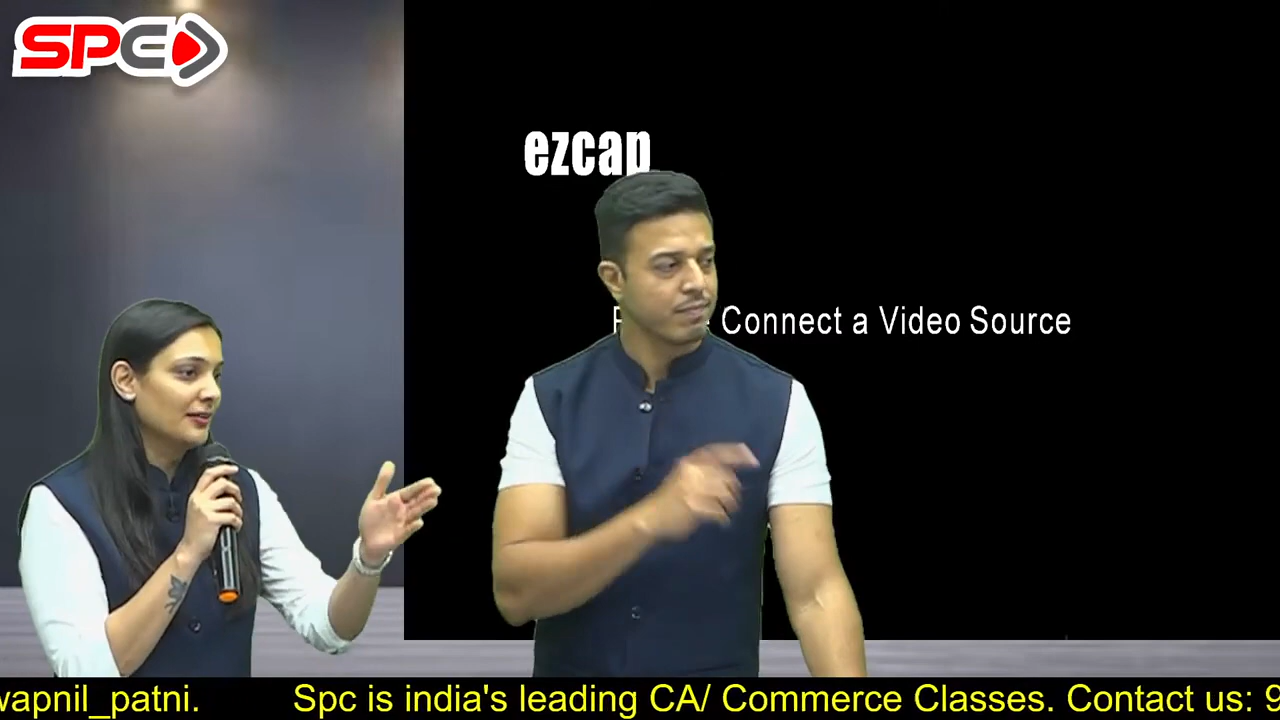 SPC
ezcap
Connect a Video Source
wapnil_patni. Spc is india's leading CA/ Commerce Classes. Contact us: 9